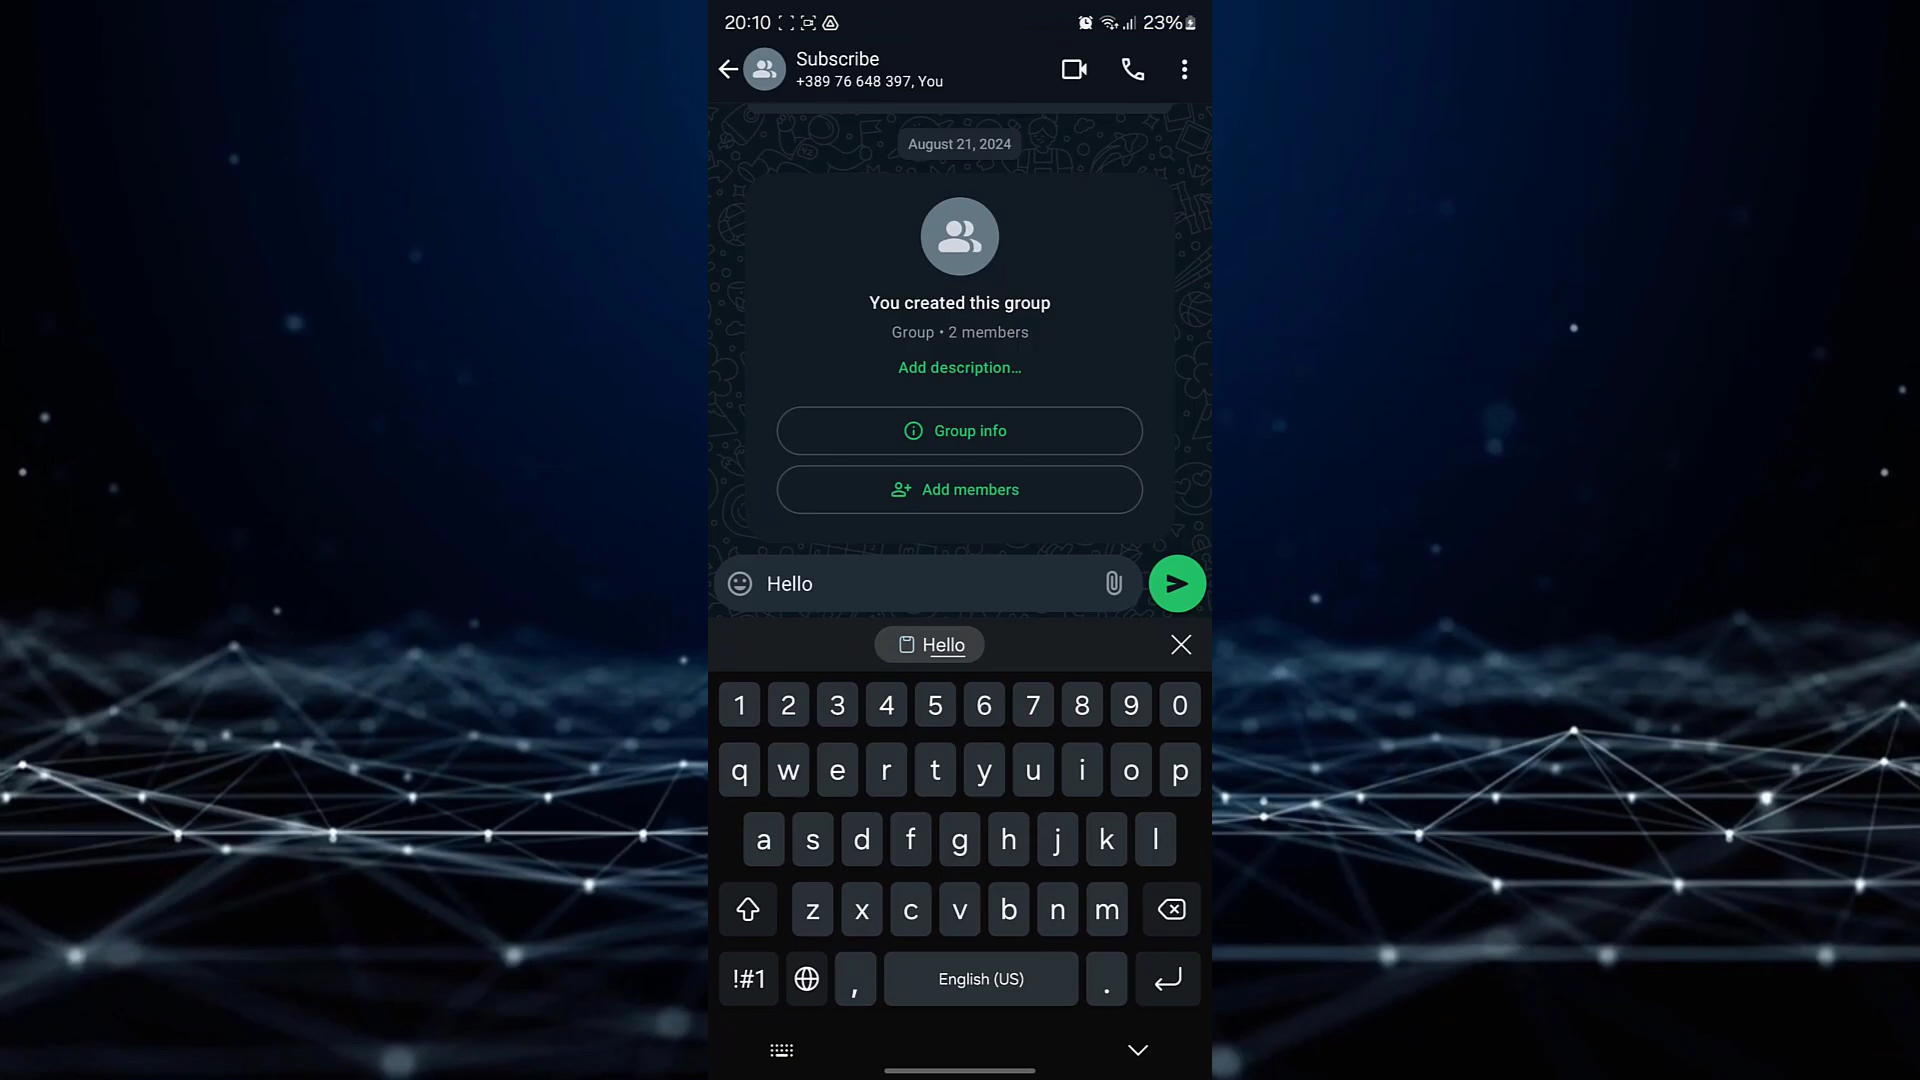 20:10 23%
Subscribe
+389 76 648 397, You
August 21, 2024
You created this group
Group • 2 members
Add description...
Group info
Add members
Hello
Hello
1 2 3 4 5 6 7 8 9 0
q w e r t y u i o p
a s d f g h j k l
z x c v b n m
!#1 , English (US) .